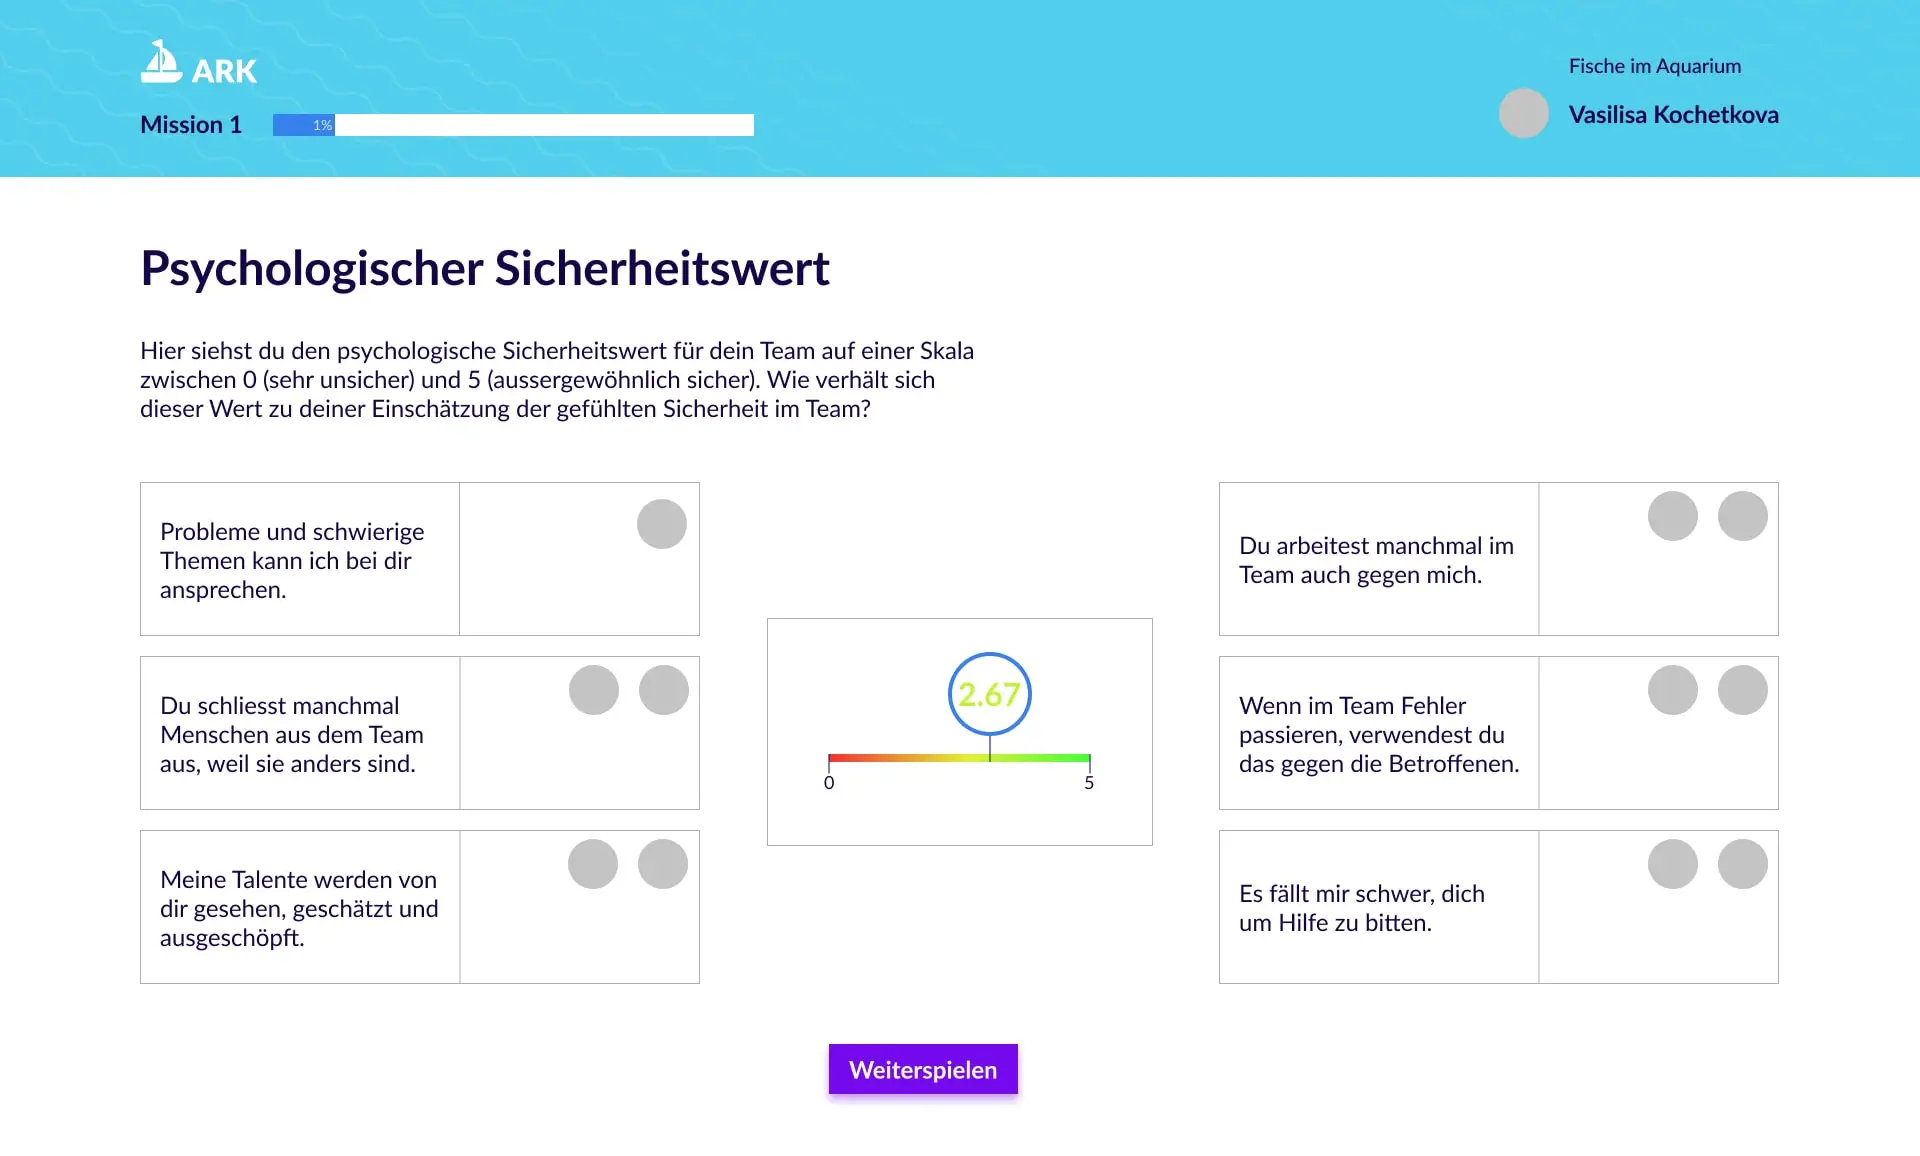 ARK
Mission 1
1%
Fische im Aquarium
Vasilisa Kochetkova
Psychologischer Sicherheitswert
Hier siehst du den psychologische Sicherheitswert für dein Team auf einer Skala
zwischen 0 (sehr unsicher) und 5 (aussergewöhnlich sicher). Wie verhält sich
dieser Wert zu deiner Einschätzung der gefühlten Sicherheit im Team?
Probleme und schwierige
Themen kann ich bei dir
ansprechen.
Du schliesst manchmal
Menschen aus dem Team
aus, weil sie anders sind.
Meine Talente werden von
dir gesehen, geschätzt und
ausgeschöpft.
2.67
0
5
Du arbeitest manchmal im
Team auch gegen mich.
Wenn im Team Fehler
passieren, verwendest du
das gegen die Betroffenen.
Es fällt mir schwer, dich
um Hilfe zu bitten.
Weiterspielen